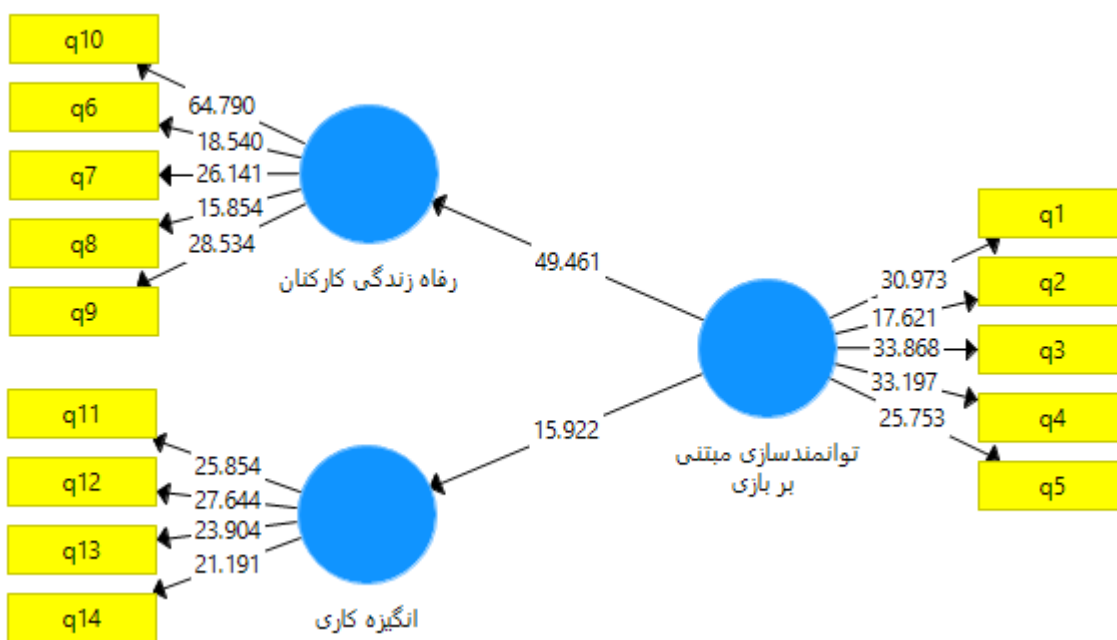 q10
q6
q7
q8
q9
64.790
18.540
26.141
15.854
28.534
رفاه زندگی کارکنان
49.461
q11
q12
q13
q14
25.854
27.644
23.904
21.191
انگیزه کاری
15.922
توانمندسازی مبتنی
بر بازی
30.973
17.621
33.868
33.197
25.753
q1
q2
q3
q4
q5